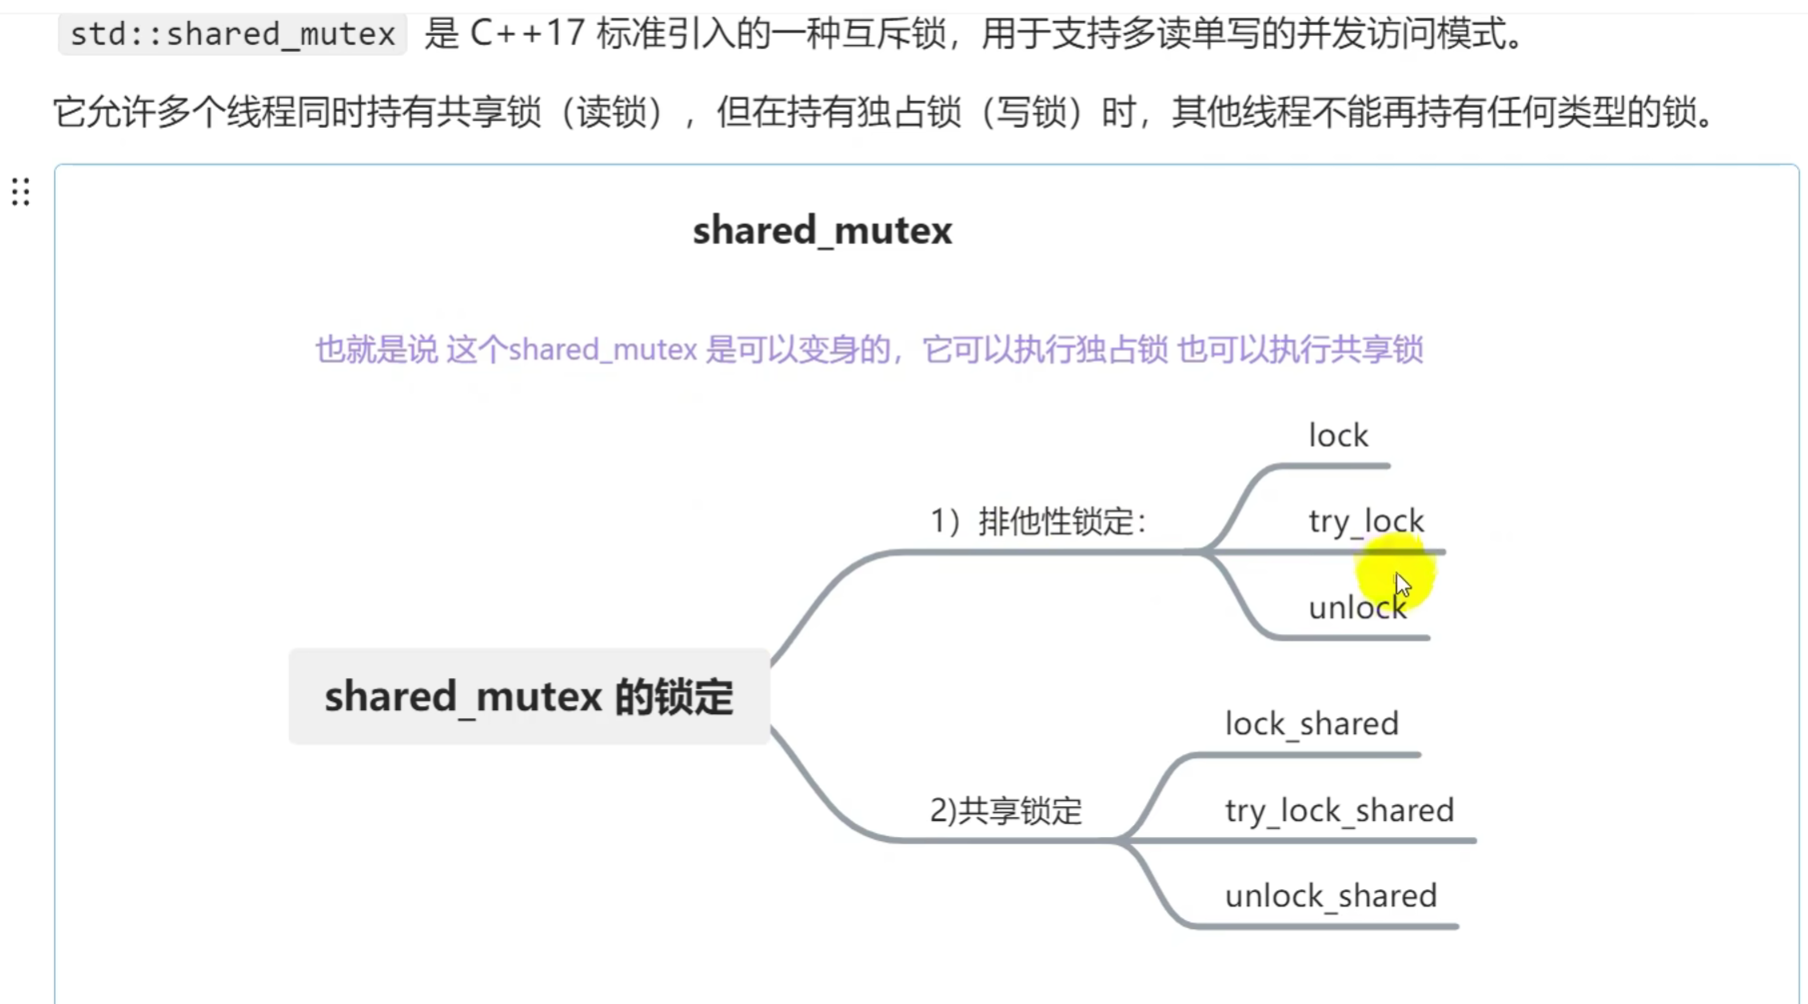 std::shared_mutex 是 C++17 标准引入的一种互斥锁，用于支持多读单写的并发访问模式。
它允许多个线程同时持有共享锁（读锁），但在持有独占锁（写锁）时，其他线程不能再持有任何类型的锁。
shared_mutex
也就是说 这个shared_mutex 是可以变身的，它可以执行独占锁 也可以执行共享锁
lock
1）排他性锁定：
try_lock
unlock
shared_mutex 的锁定
lock_shared
2)共享锁定
try_lock_shared
unlock_shared